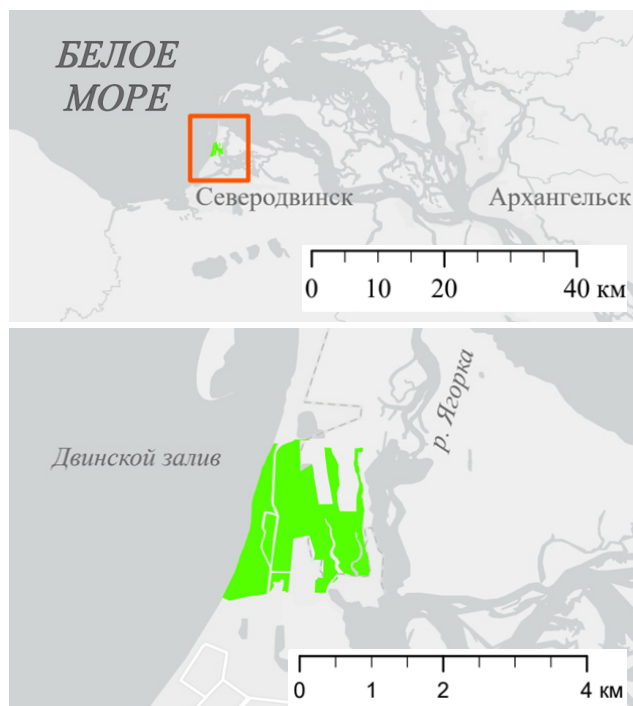 БЕЛОЕ
МОРЕ
Северодвинск
Архангельск
0 10 20 40 км
р. Ягорка
Двинской залив
0 1 2 4 км